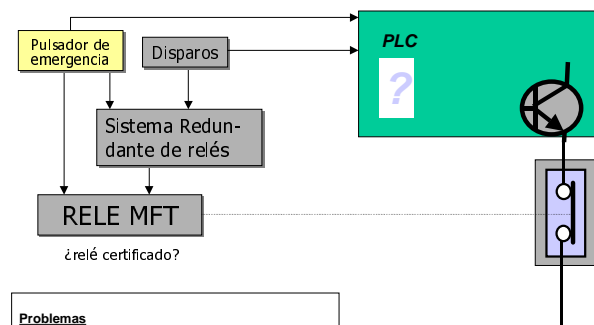 Pulsador de
emergencia
Disparos
PLC
?
Sistema Redun-
dante de relés
RELE MFT
¿relé certificado?
Problemas